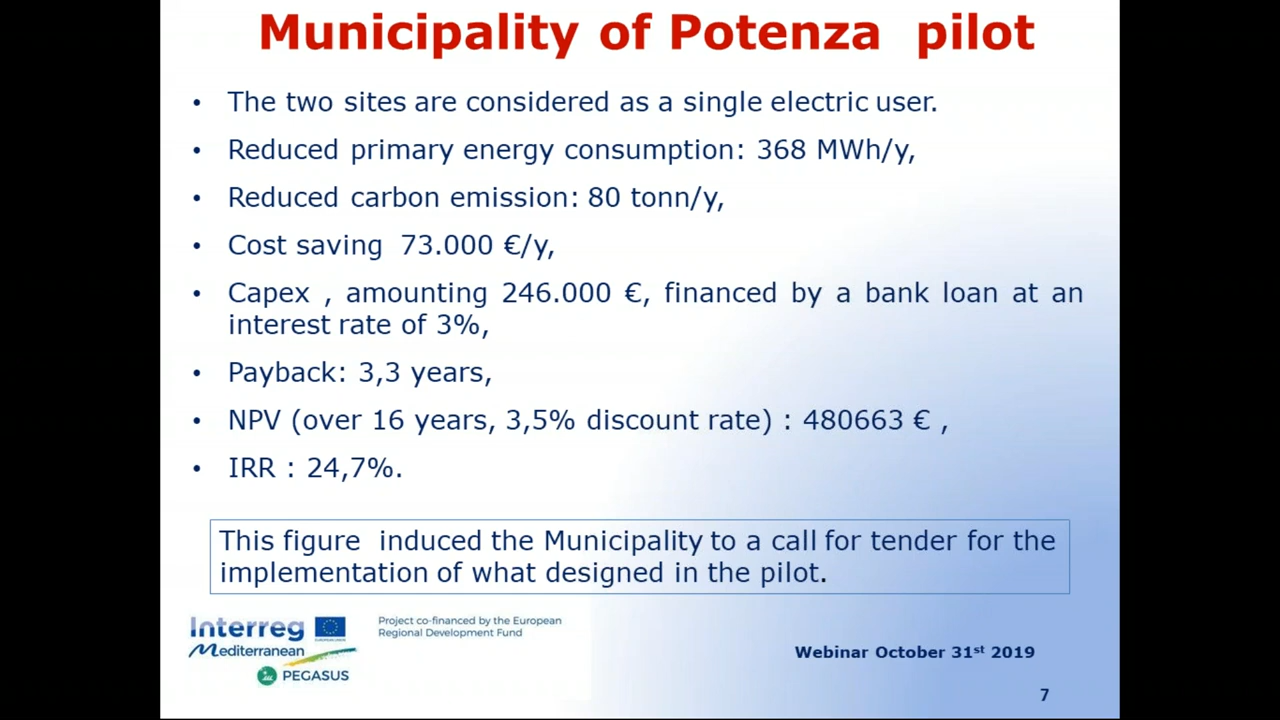 Municipality of Potenza pilot
• The two sites are considered as a single electric user.
• Reduced primary energy consumption: 368 MWh/y,
• Reduced carbon emission: 80 tonn/y,
• Cost saving 73.000 €/y,
• Capex , amounting 246.000 €, financed by a bank loan at an
interest rate of 3%,
• Payback: 3,3 years,
• NPV (over 16 years, 3,5% discount rate) : 480663 € ,
• IRR : 24,7%.
This figure induced the Municipality to a call for tender for the
implementation of what designed in the pilot.
Interreg
Mediterranean
PEGASUS
Project co-financed by the European
Regional Development Fund
Webinar October 31st 2019
7